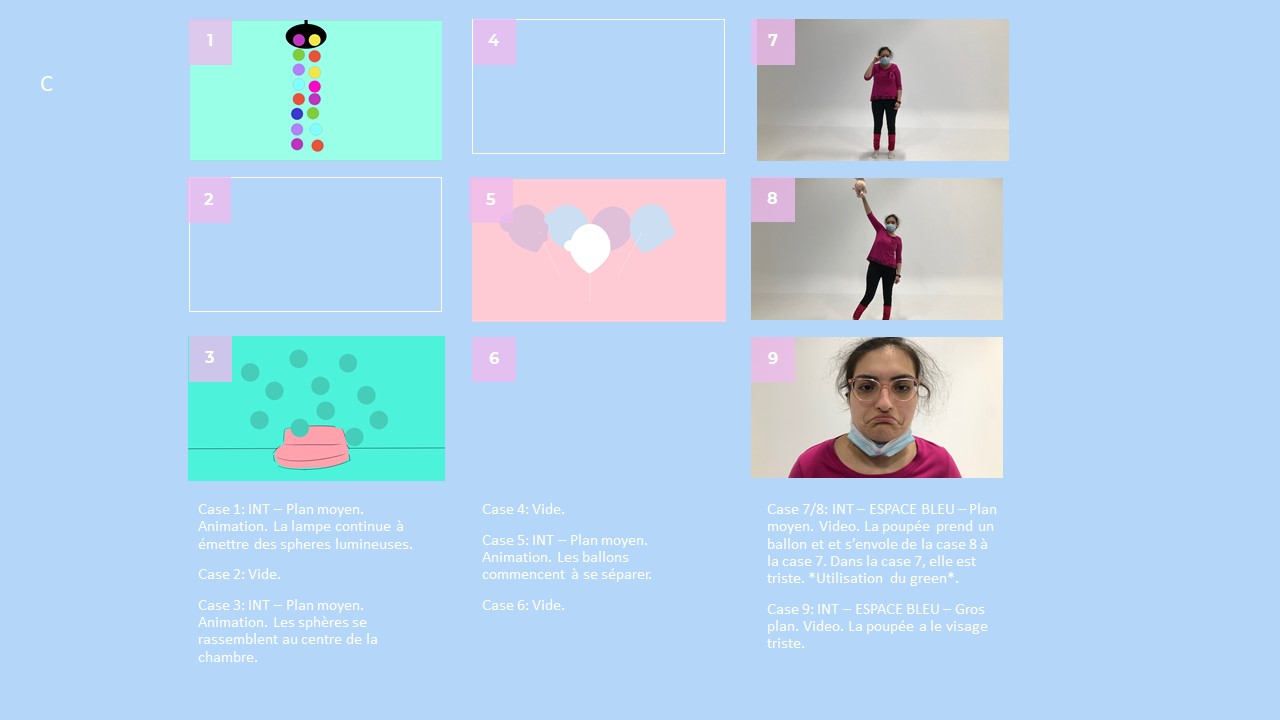 C
1
4
7
2
5
8
3
6
9
Case 1: INT – Plan moyen.
Animation. La lampe continue à
émettre des spheres lumineuses.
Case 2: Vide.
Case 3: INT – Plan moyen.
Animation. Les sphères se
rassemblent au centre de la
chambre.
Case 4: Vide.
Case 5: INT – Plan moyen.
Animation. Les ballons
commencent à se séparer.
Case 6: Vide.
Case 7/8: INT – ESPACE BLEU – Plan
moyen. Video. La poupée prend un
ballon et et s’envole de la case 8 à
la case 7. Dans la case 7, elle est
triste. *Utilisation du green*.
Case 9: INT – ESPACE BLEU – Gros
plan. Video. La poupée a le visage
triste.